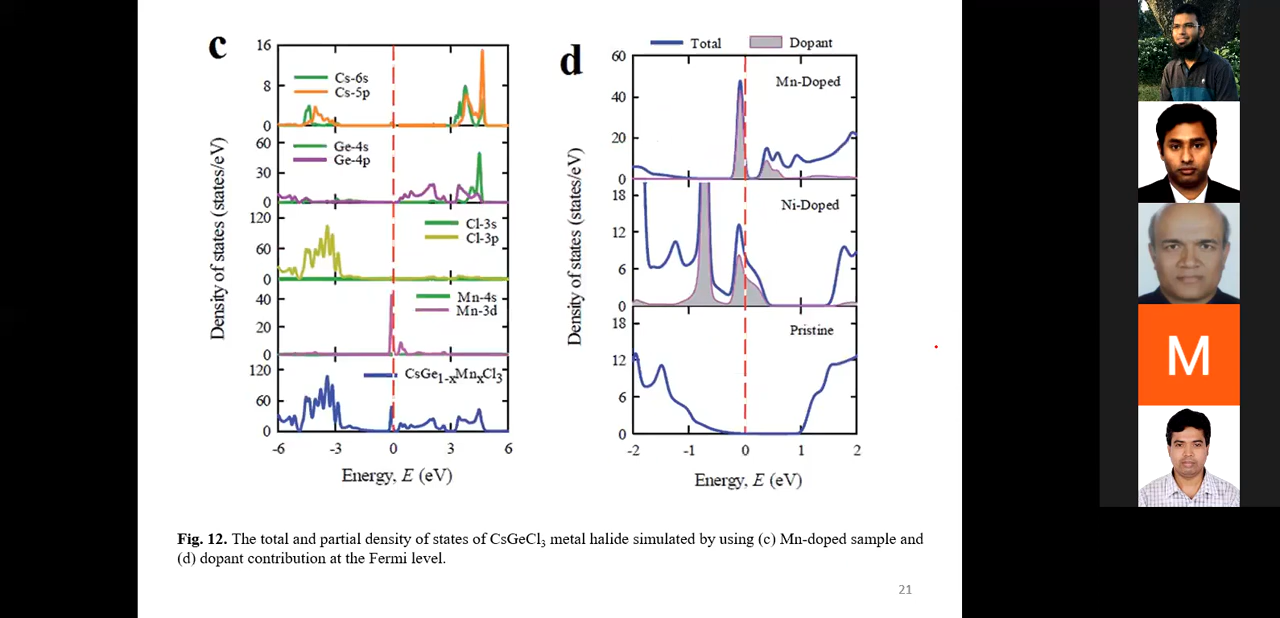 c
16
8
0
Cs-6s
Cs-5p
60
30
0
Ge-4s
Ge-4p
120
60
0
Cl-3s
Cl-3p
40
20
0
Mn-4s
Mn-3d
120
60
0
CsGe1-xMnxCl3
-6 -3 0 3 6
Density of states (states/eV)
Energy, E (eV)
d
Total Dopant
60
40
20
0
Mn-Doped
18
12
6
0
Ni-Doped
18
12
6
0
Pristine
-2 -1 0 1 2
Density of states (states/eV)
Energy, E (eV)
Fig. 12. The total and partial density of states of CsGeCl3 metal halide simulated by using (c) Mn-doped sample and
(d) dopant contribution at the Fermi level.
21
M